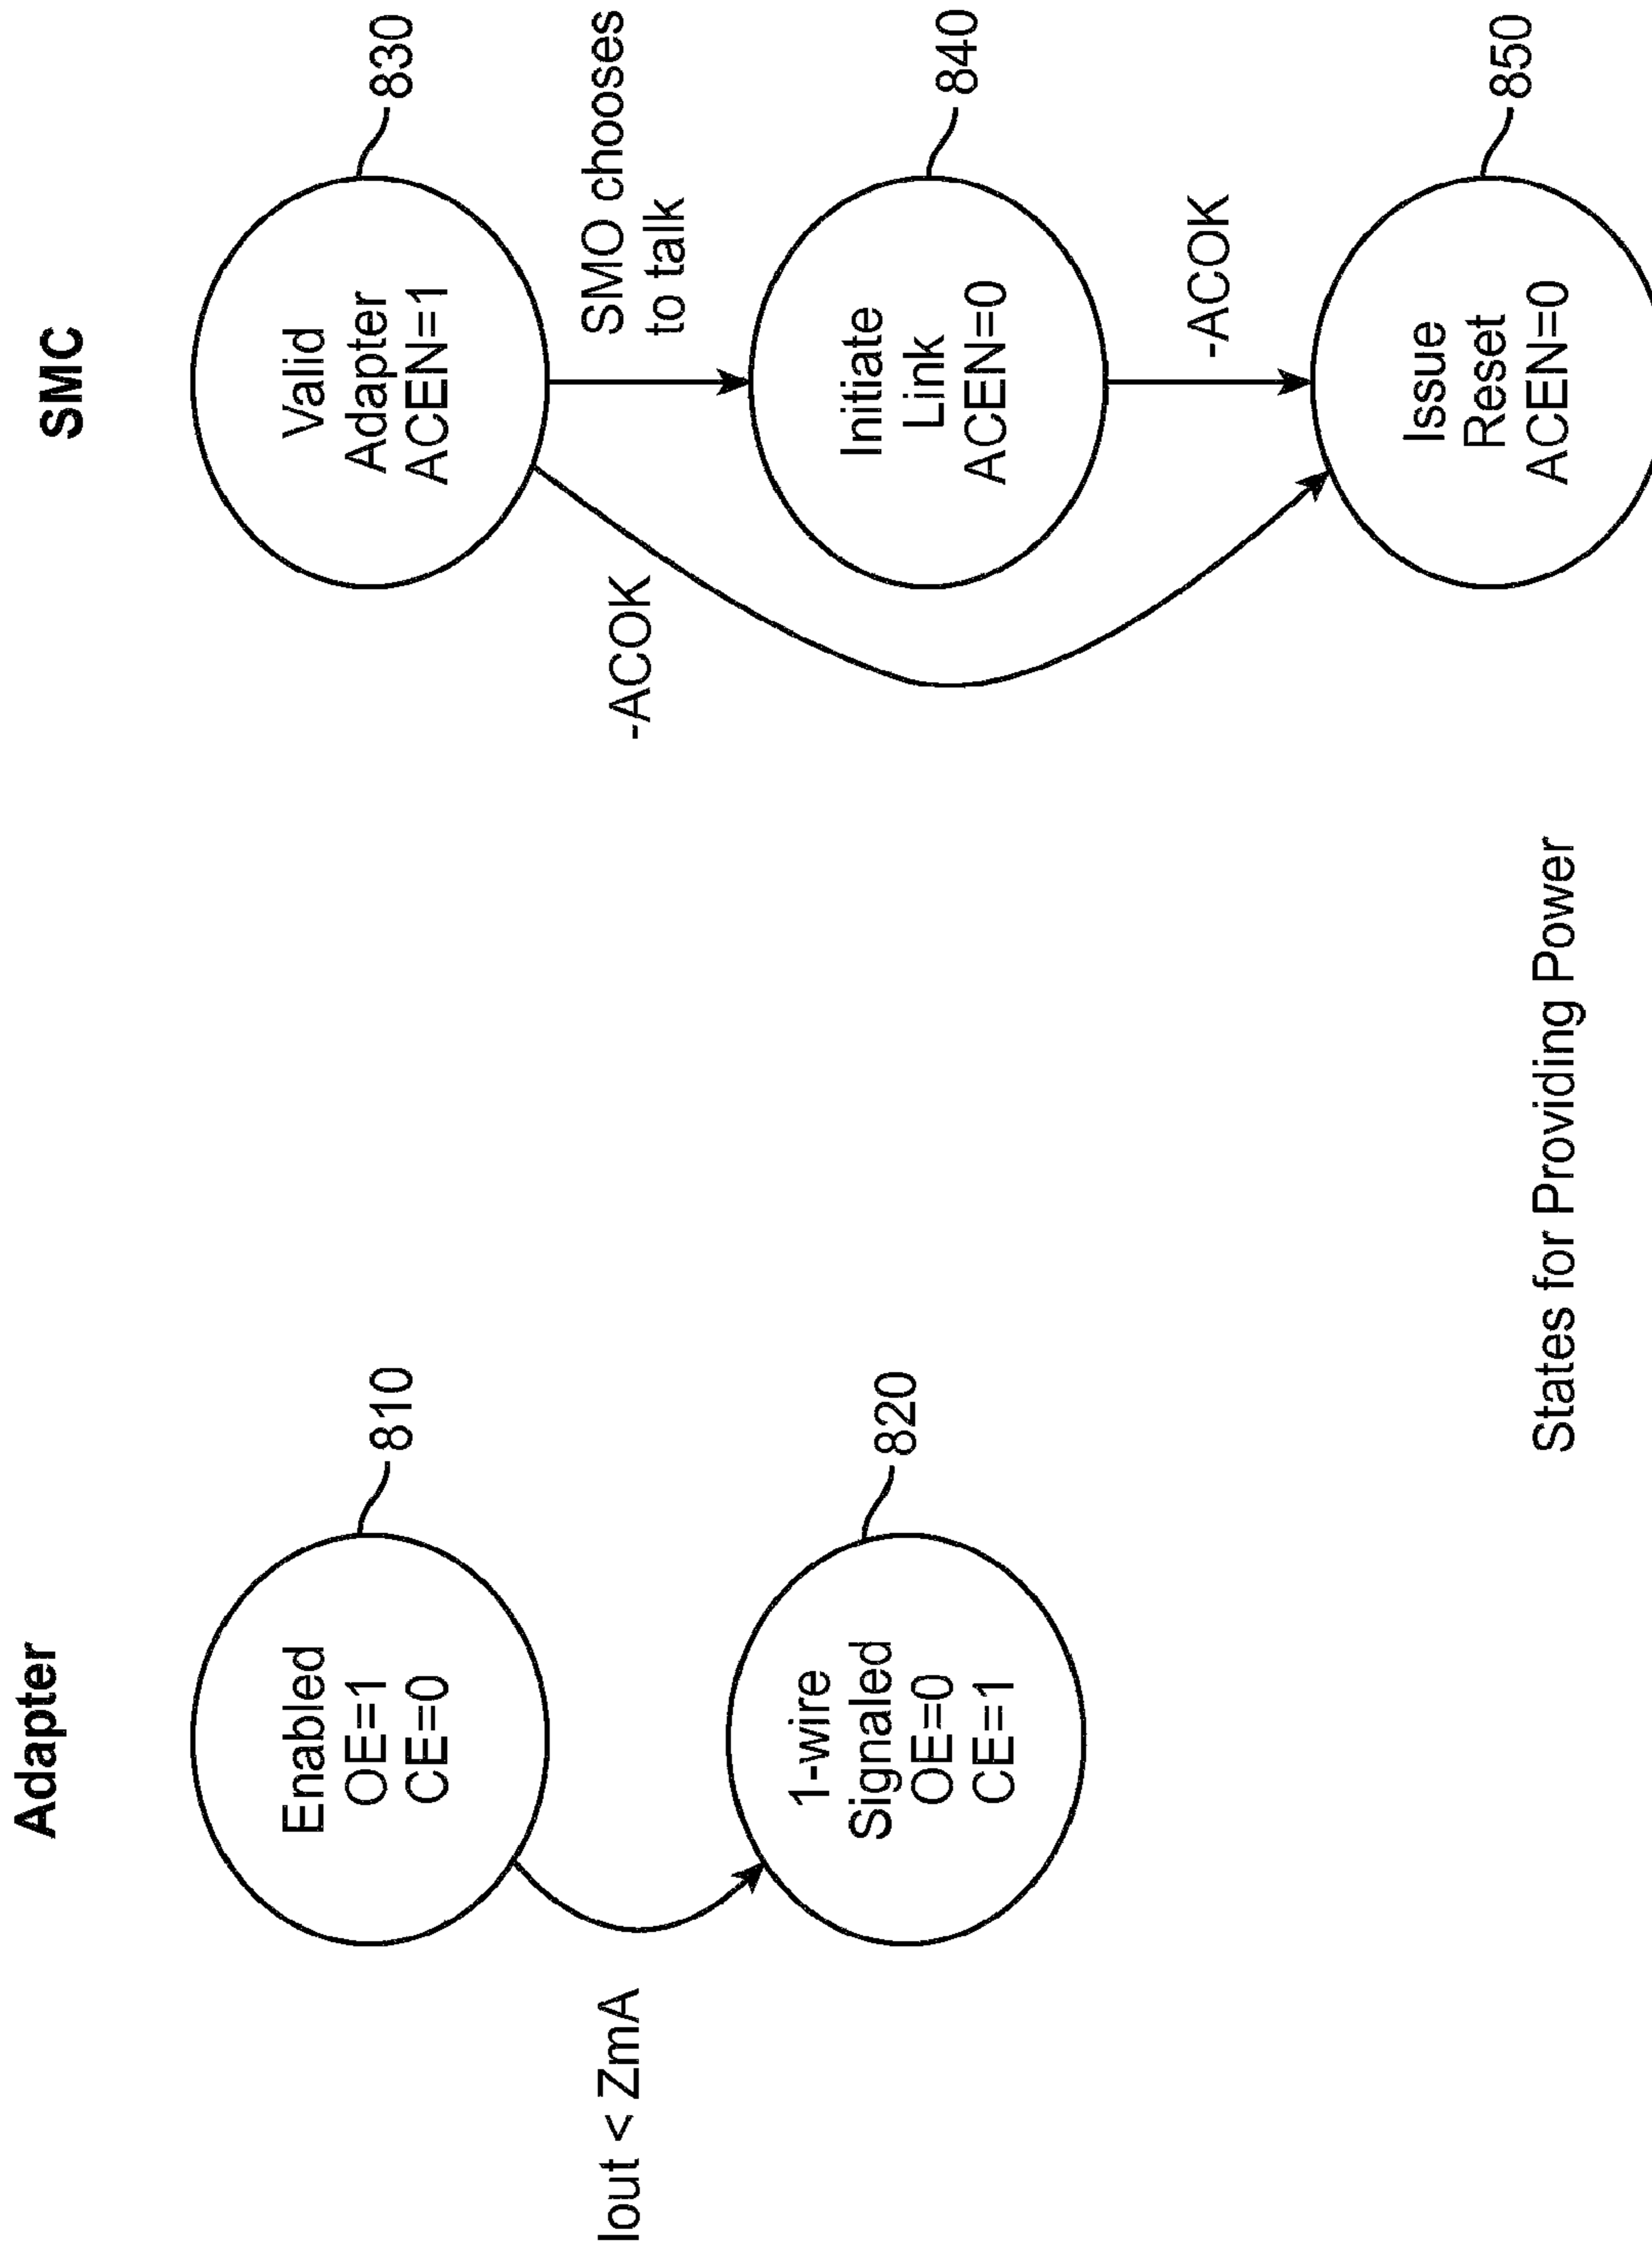 Adapter
Enabled
OE=1
CE=0
810
Iout < ZmA
1-wire
Signaled
OE=0
CE=1
820
SMC
Valid
Adapter
ACEN=1
830
SMO chooses
to talk
-ACOK
Initiate
Link
ACEN=0
840
-ACOK
Issue
Reset
ACEN=0
850
States for Providing Power